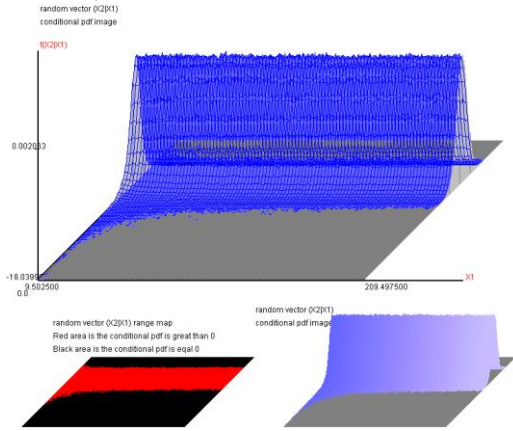 random vector (X2|X1)
conditional pdf image
f(X2|X1)
0.002053
-18.0399
X1
9.502500
209.497500
0.0
random vector (X2|X1) range map
Red area is the conditional pdf is great than 0
Black area is the conditional pdf is eqal 0
random vector (X2|X1)
conditional pdf image